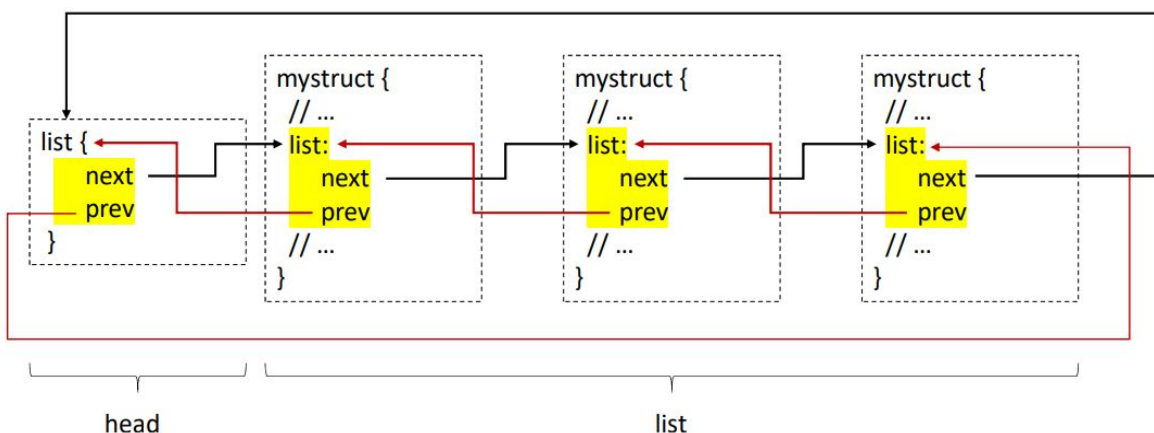 list {
next
prev
}
mystruct {
// ...
list:
next
prev
// ...
}
mystruct {
// ...
list:
next
prev
// ...
}
mystruct {
// ...
list:
next
prev
// ...
}
head
list